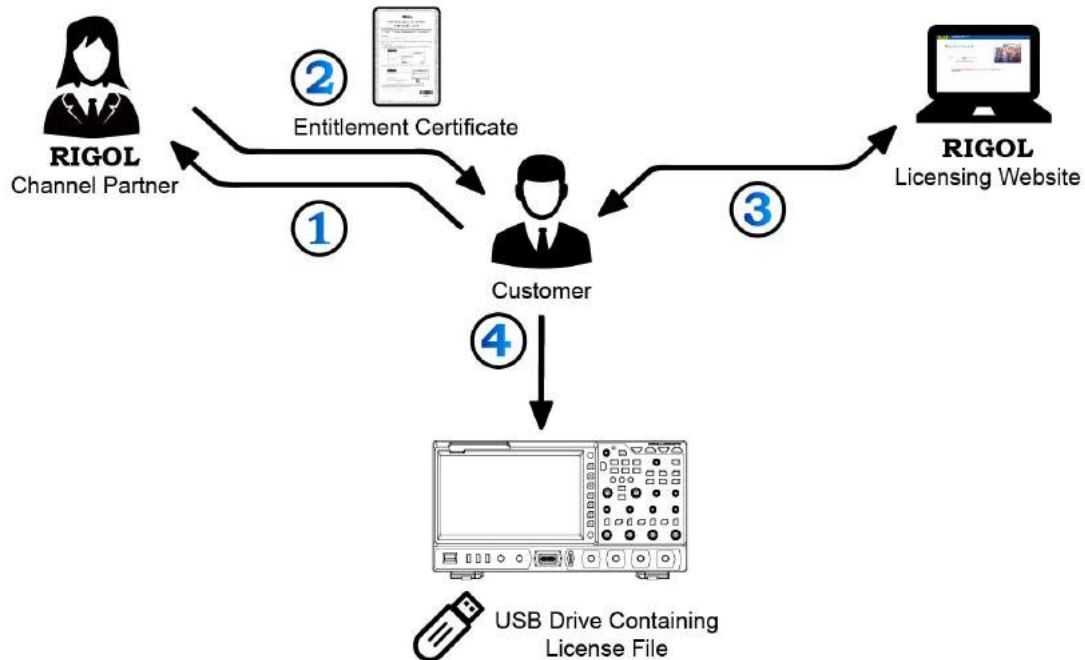 2
Entitlement Certificate
RIGOL
Channel Partner
1
RIGOL
Licensing Website
3
Customer
4
USB Drive Containing
License File